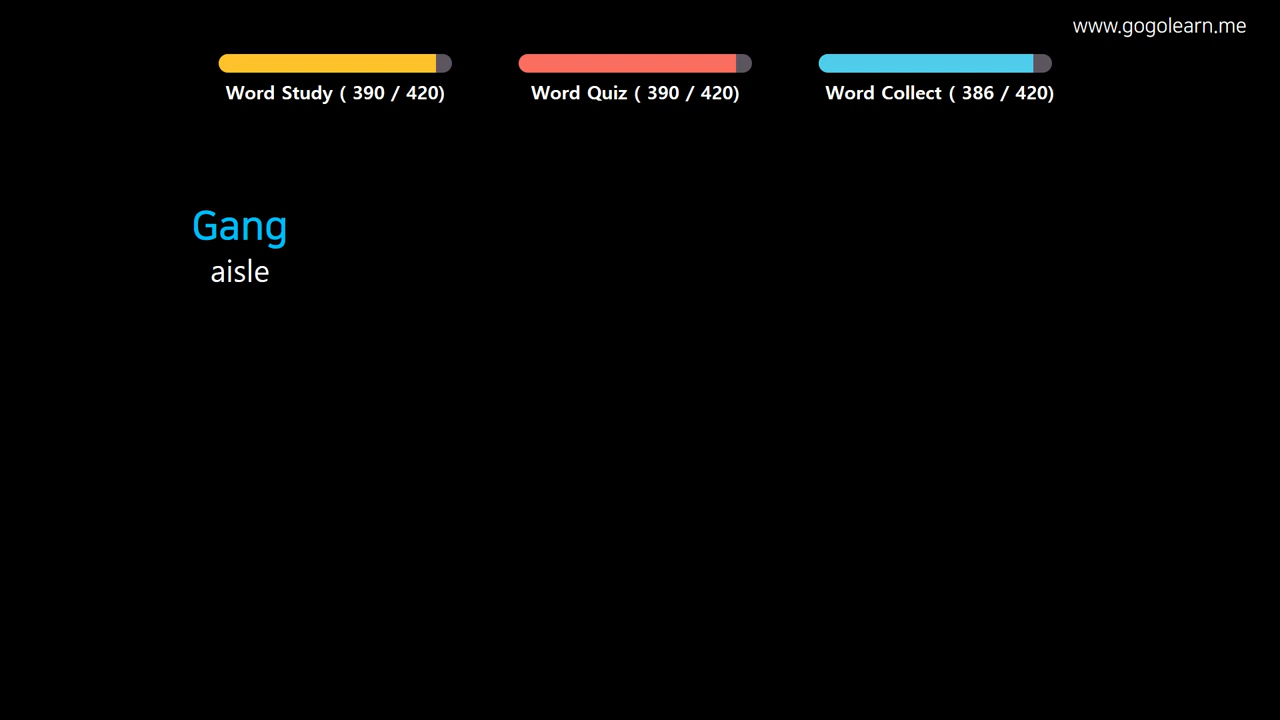 www.gogolearn.me
Word Study ( 390 / 420)
Word Quiz ( 390 / 420)
Word Collect ( 386 / 420)
Gang
aisle